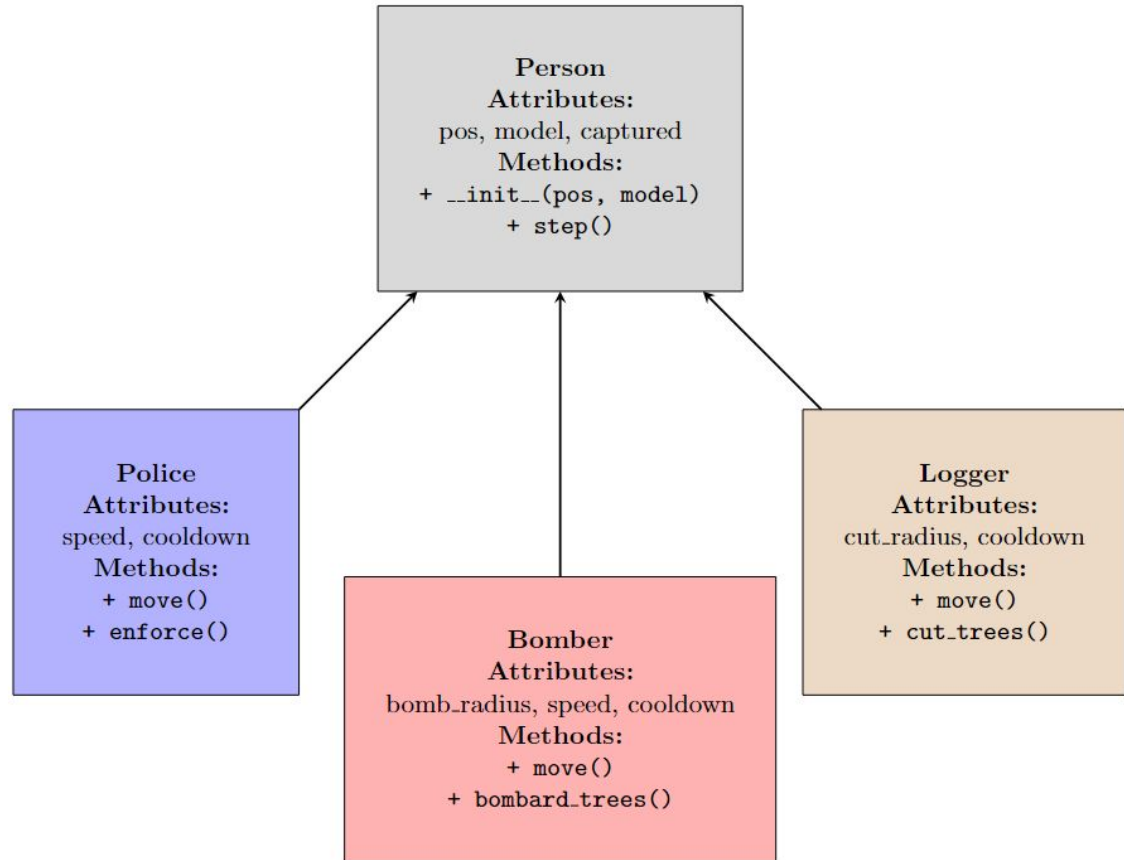 Person
Attributes:
pos, model, captured
Methods:
+ __init__(pos, model)
+ step()
Police
Attributes:
speed, cooldown
Methods:
+ move()
+ enforce()
Bomber
Attributes:
bomb_radius, speed, cooldown
Methods:
+ move()
+ bombard_trees()
Logger
Attributes:
cut_radius, cooldown
Methods:
+ move()
+ cut_trees()